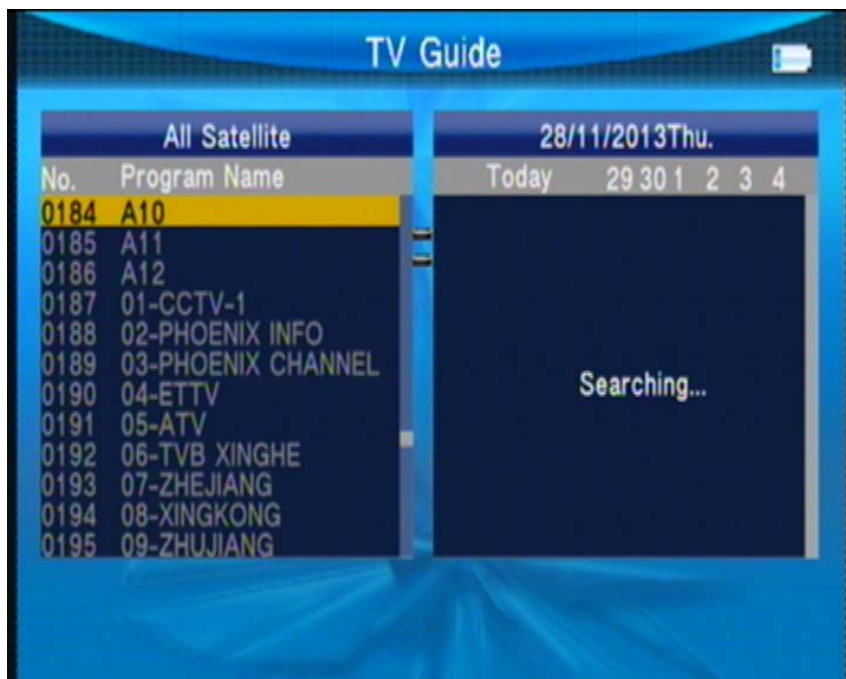 TV Guide
All Satellite
No. Program Name
0184 A10
0185 A11
0186 A12
0187 01-CCTV-1
0188 02-PHOENIX INFO
0189 03-PHOENIX CHANNEL
0190 04-ETTV
0191 05-ATV
0192 06-TVB XINGHE
0193 07-ZHEJIANG
0194 08-XINGKONG
0195 09-ZHUJIANG
28/11/2013Thu.
Today 29 30 1 2 3 4
Searching...